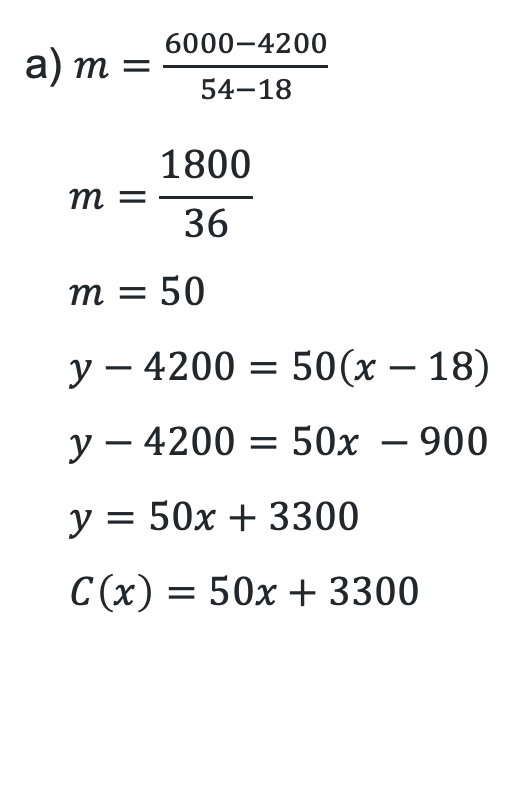 a) m = (6000−4200)/(54−18)
m = 1800/36
m = 50
y − 4200 = 50(x − 18)
y − 4200 = 50x − 900
y = 50x + 3300
C(x) = 50x + 3300